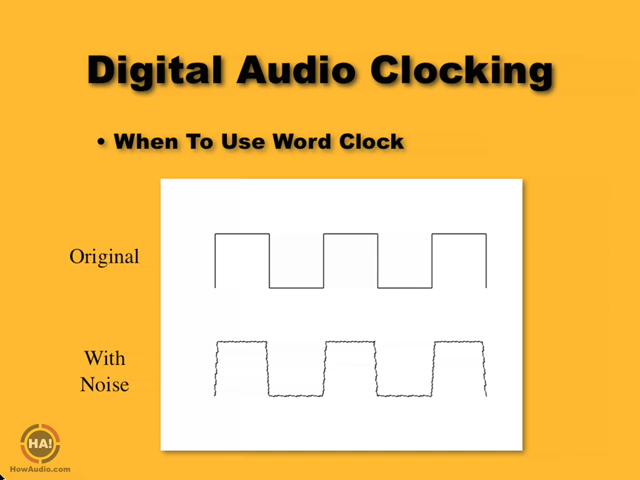 Digital Audio Clocking
• When To Use Word Clock
Original
With
Noise
HA!
HowAudio.com